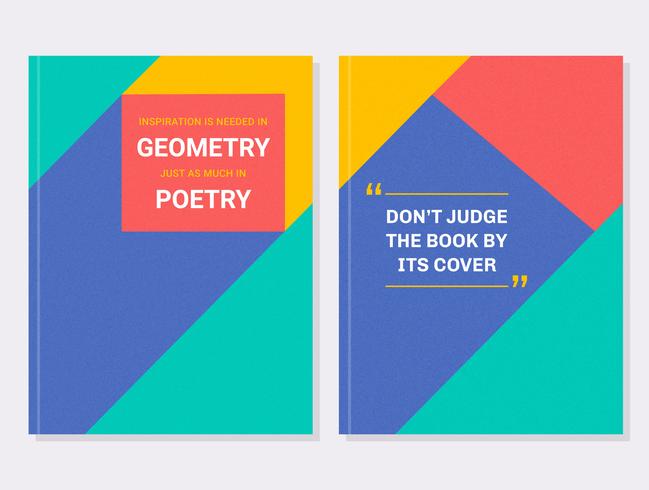 INSPIRATION IS NEEDED IN
GEOMETRY
JUST AS MUCH IN
POETRY
“
DON’T JUDGE
THE BOOK BY
ITS COVER
”